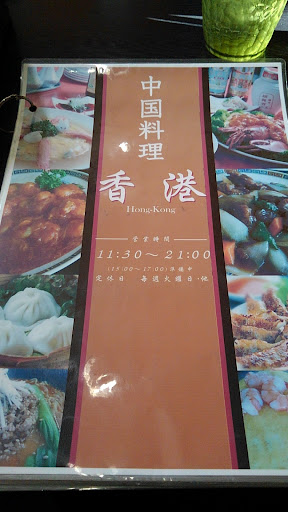 中国料理
香港
Hong-Kong
営業時間
11:30～21:00
(15:00～17:00)準備中
定休日 毎週火曜日・他